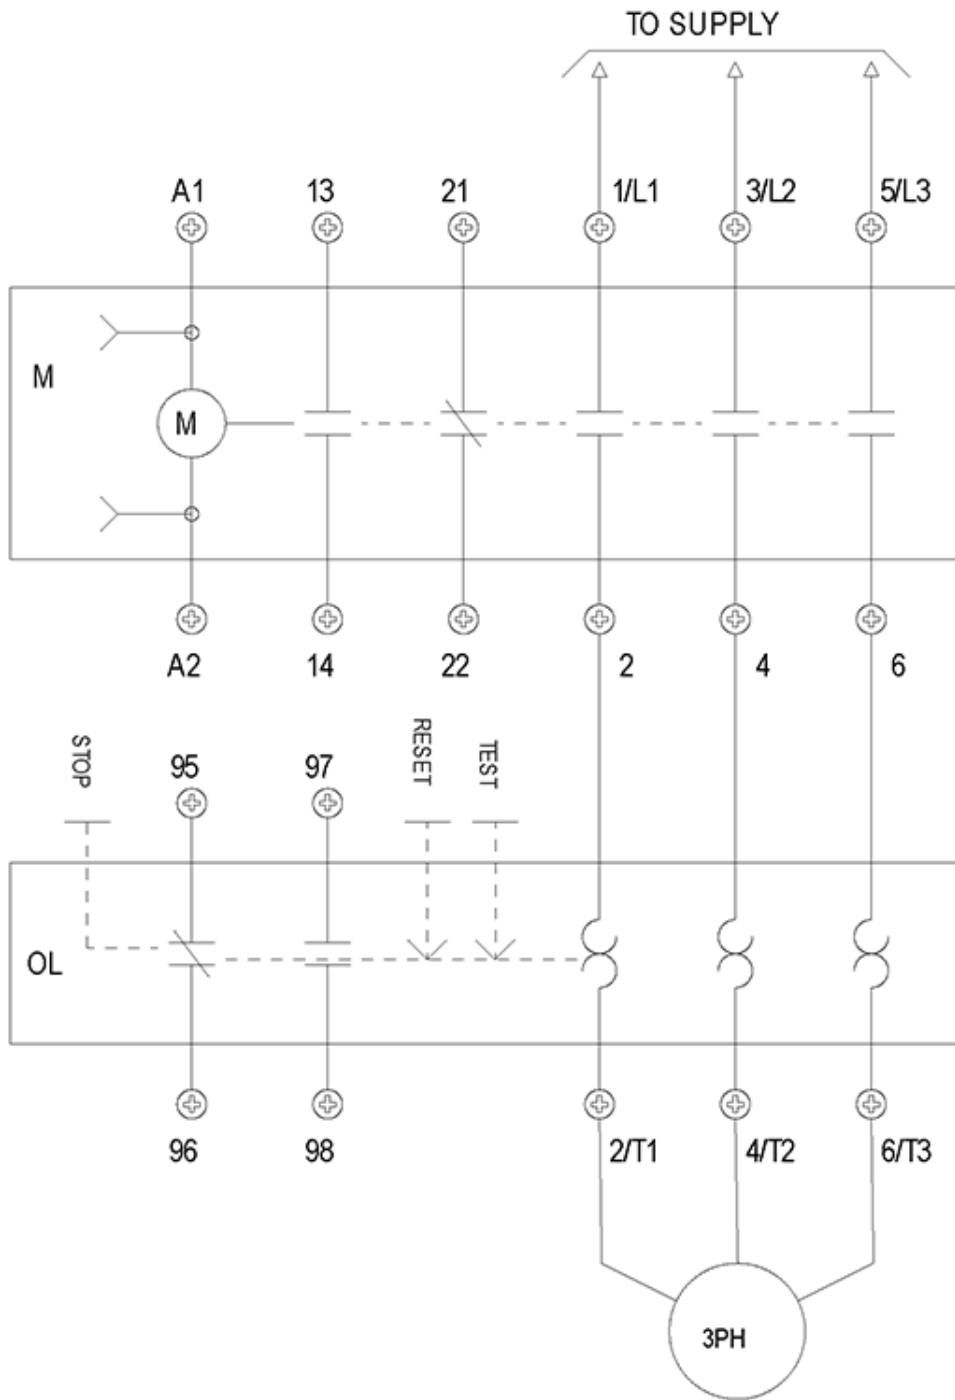 TO SUPPLY
A1 13 21 1/L1 3/L2 5/L3
M
M
A2 14 22 2 4 6
STOP 95 97 RESET TEST
OL
96 98 2/T1 4/T2 6/T3
3PH